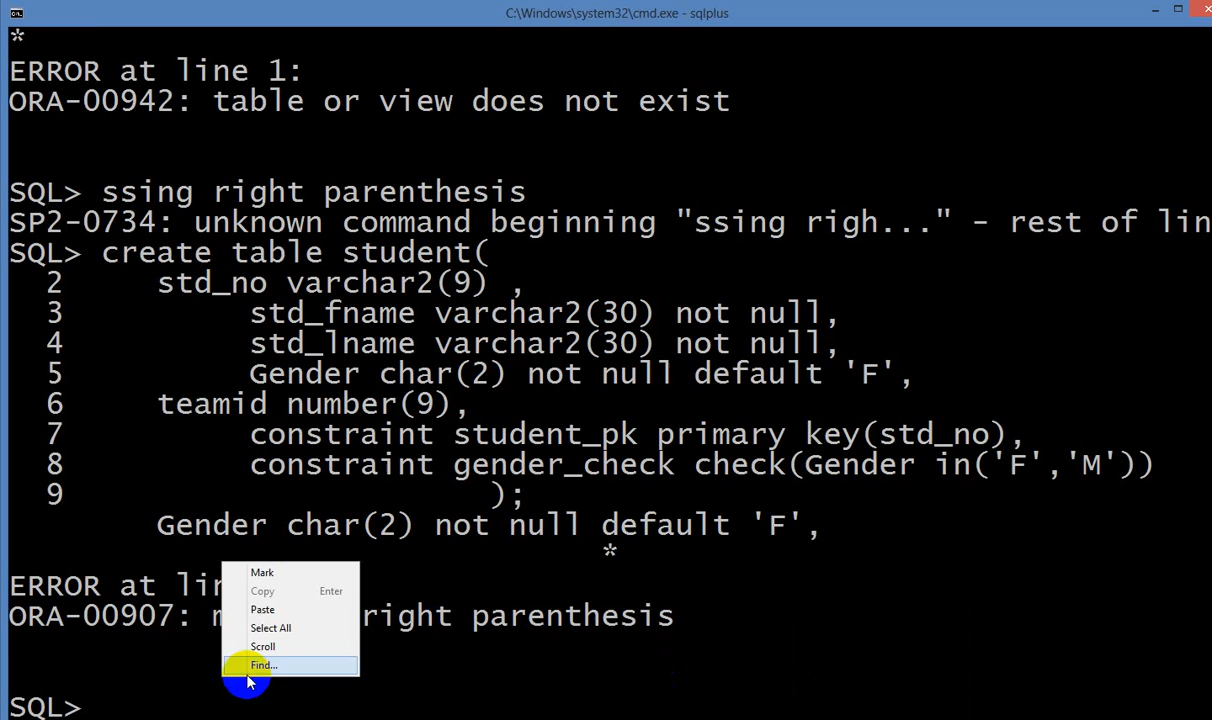 C:\Windows\system32\cmd.exe - sqlplus
*
ERROR at line 1:
ORA-00942: table or view does not exist
SQL> ssing right parenthesis
SP2-0734: unknown command beginning "ssing righ..." - rest of lin
SQL> create table student(
2 std_no varchar2(9) ,
3 std_fname varchar2(30) not null,
4 std_lname varchar2(30) not null,
5 Gender char(2) not null default 'F',
6 teamid number(9),
7 constraint student_pk primary key(std_no),
8 constraint gender_check check(Gender in('F','M'))
9 );
Gender char(2) not null default 'F',
*
ERROR at lin
ORA-00907: m right parenthesis
Mark
Copy Enter
Paste
Select All
Scroll
Find...
SQL>